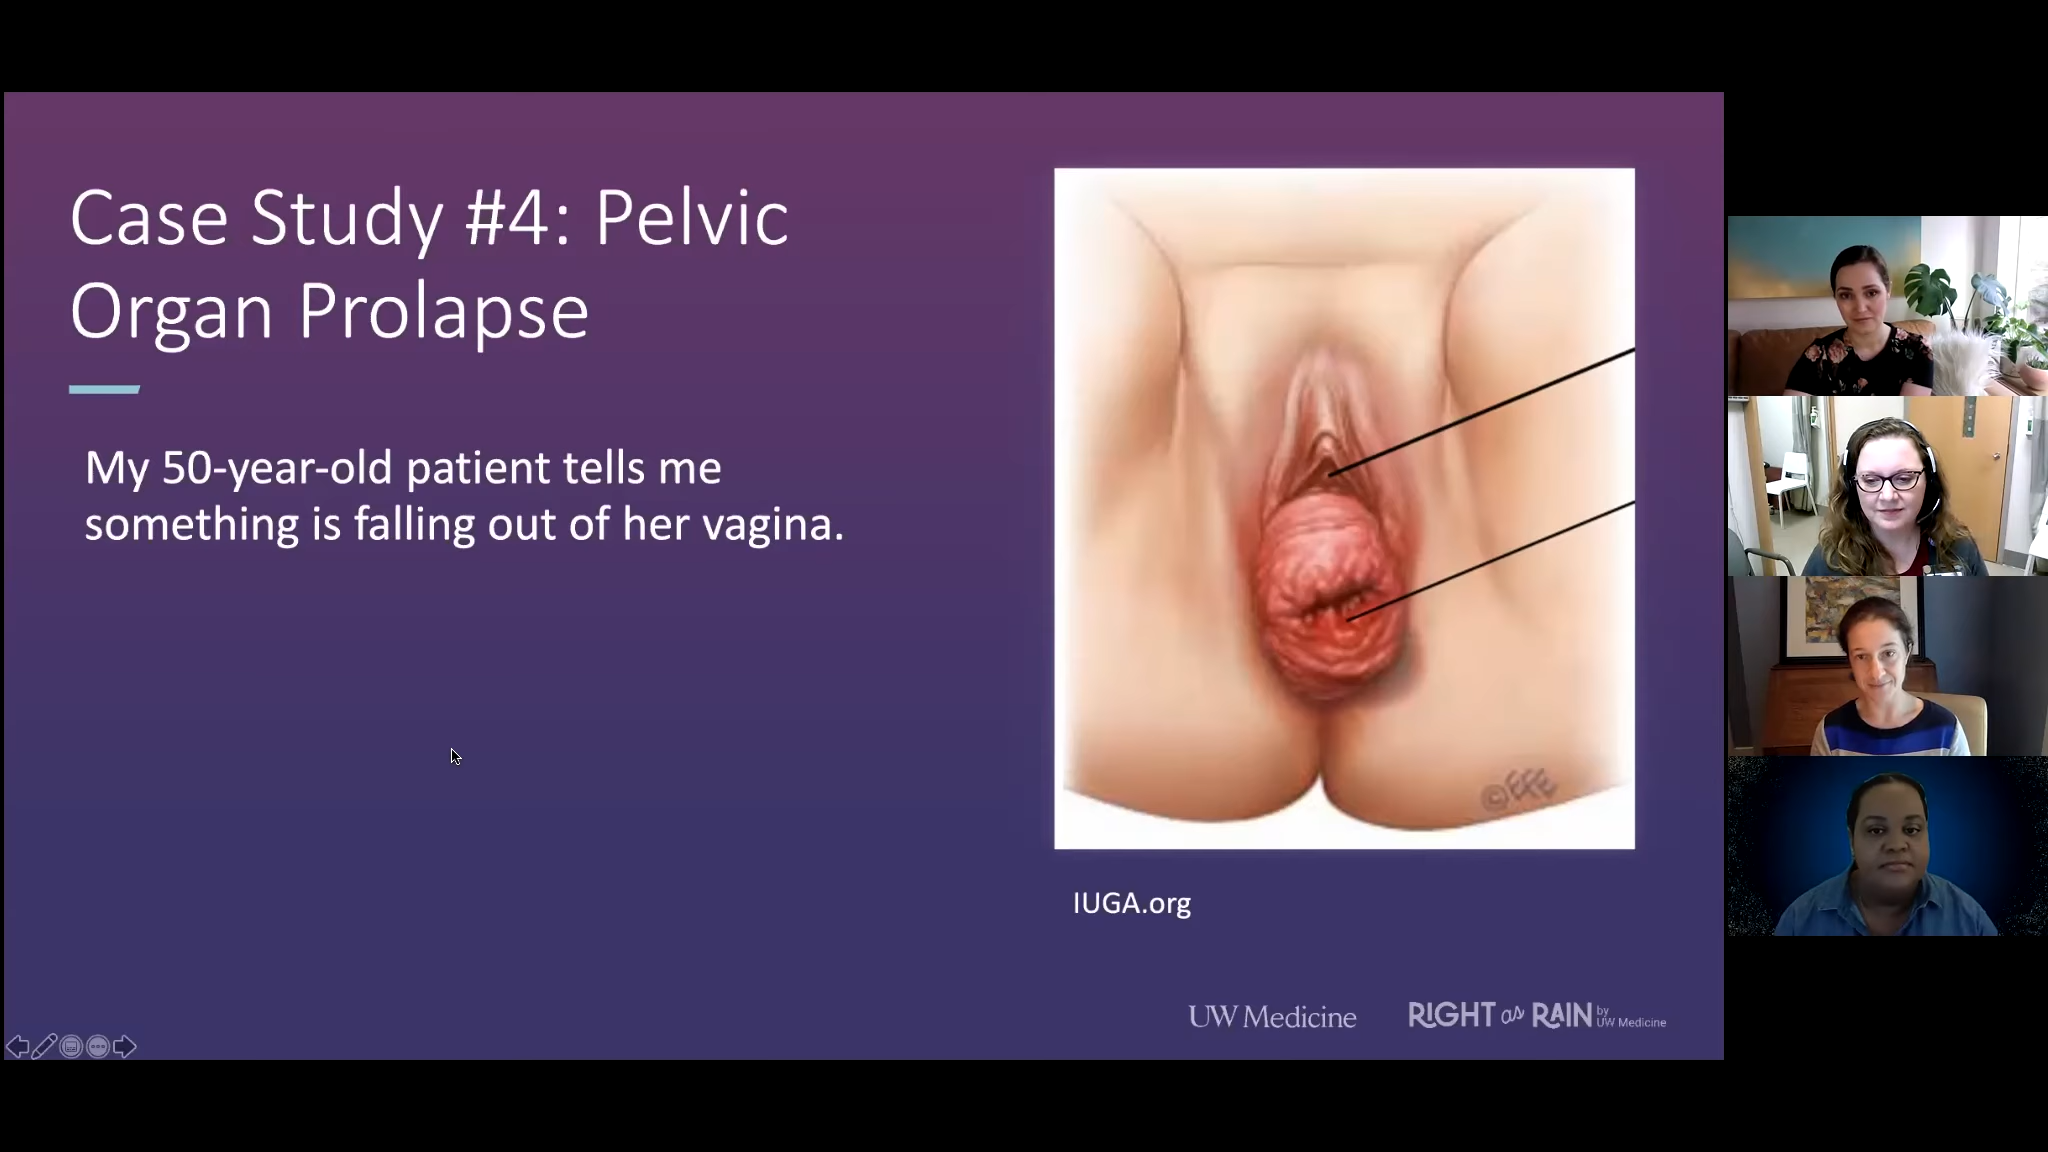 Case Study #4: Pelvic
Organ Prolapse
My 50-year-old patient tells me
something is falling out of her vagina.
©EFE
IUGA.org
UW Medicine
RIGHT as RAIN by
UW Medicine